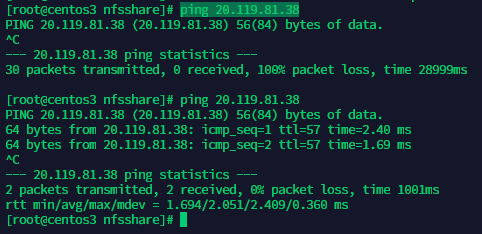 [root@centos3 nfsshare]# ping 20.119.81.38
PING 20.119.81.38 (20.119.81.38) 56(84) bytes of data.
^C
--- 20.119.81.38 ping statistics ---
30 packets transmitted, 0 received, 100% packet loss, time 28999ms
[root@centos3 nfsshare]# ping 20.119.81.38
PING 20.119.81.38 (20.119.81.38) 56(84) bytes of data.
64 bytes from 20.119.81.38: icmp_seq=1 ttl=57 time=2.40 ms
64 bytes from 20.119.81.38: icmp_seq=2 ttl=57 time=1.69 ms
^C
--- 20.119.81.38 ping statistics ---
2 packets transmitted, 2 received, 0% packet loss, time 1001ms
rtt min/avg/max/mdev = 1.694/2.051/2.409/0.360 ms
[root@centos3 nfsshare]#